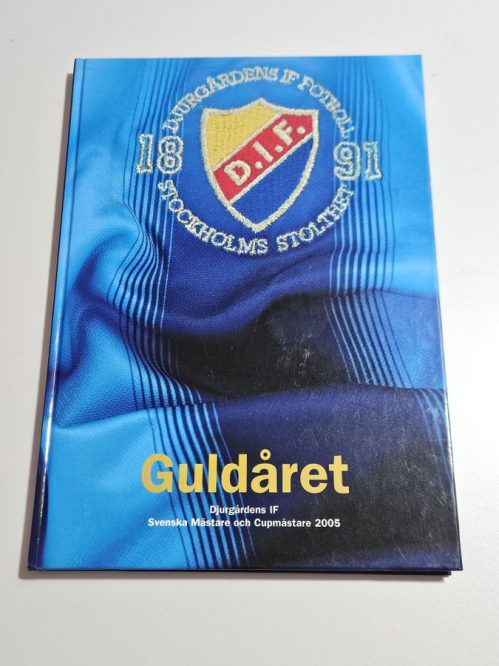 DJURGÅRDENS IF FOTBOLL
18 91
D.I.F.
STOCKHOLMS STOLTHET
Guldåret
Djurgårdens IF
Svenska Mästare och Cupmästare 2005